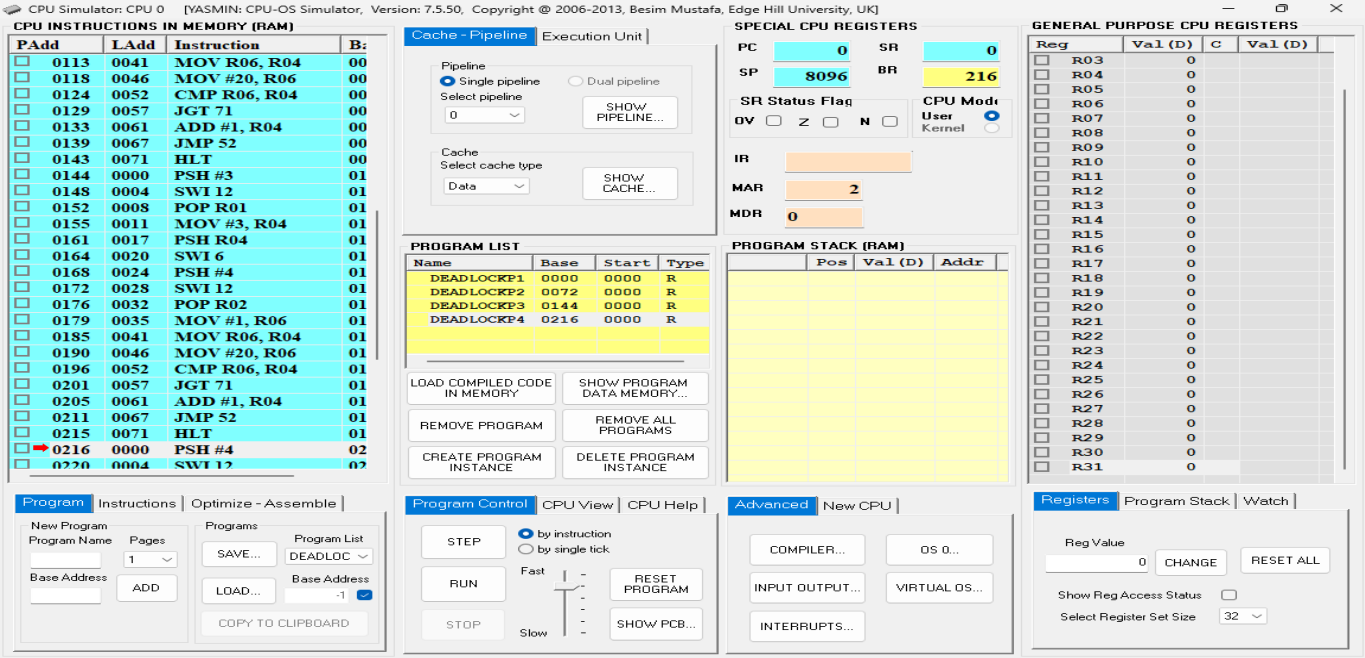 CPU Simulator: CPU 0 [YASMIN: CPU-OS Simulator, Version: 7.5.50, Copyright @ 2006-2013, Besim Mustafa, Edge Hill University, UK]
CPU INSTRUCTIONS IN MEMORY (RAM)
PAdd LAdd Instruction Ba
0113 0041 MOV R06, R04 00
0118 0046 MOV #20, R06 00
0124 0052 CMP R06, R04 00
0129 0057 JGT 71 00
0133 0061 ADD #1, R04 00
0139 0067 JMP 52 00
0143 0071 HLT 00
0144 0000 PSH #3 01
0148 0004 SWI 12 01
0152 0008 POP R01 01
0155 0011 MOV #3, R04 01
0161 0017 PSH R04 01
0164 0020 SWI 6 01
0168 0024 PSH #4 01
0172 0028 SWI 12 01
0176 0032 POP R02 01
0179 0035 MOV #1, R06 01
0185 0041 MOV R06, R04 01
0190 0046 MOV #20, R06 01
0196 0052 CMP R06, R04 01
0201 0057 JGT 71 01
0205 0061 ADD #1, R04 01
0211 0067 JMP 52 01
0215 0071 HLT 01
0216 0000 PSH #4 02
0220 0004 SWI 12 02
Program Instructions Optimize - Assemble
New Program
Program Name Pages
1
Base Address
ADD
Programs
Program List
SAVE... DEADLOC
Base Address
LOAD... -1
COPY TO CLIPBOARD
Cache - Pipeline Execution Unit
Pipeline
Single pipeline Dual pipeline
Select pipeline
0
SHOW PIPELINE...
Cache
Select cache type
Data
SHOW CACHE...
PROGRAM LIST
Name Base Start Type
DEADLOCKP1 0000 0000 R
DEADLOCKP2 0072 0000 R
DEADLOCKP3 0144 0000 R
DEADLOCKP4 0216 0000 R
LOAD COMPILED CODE IN MEMORY
SHOW PROGRAM DATA MEMORY...
REMOVE PROGRAM
REMOVE ALL PROGRAMS
CREATE PROGRAM INSTANCE
DELETE PROGRAM INSTANCE
Program Control CPU View CPU Help
STEP
by instruction
by single tick
RUN
Fast
RESET PROGRAM
STOP
Slow
SHOW PCB...
SPECIAL CPU REGISTERS
PC 0 SR 0
SP 8096 BR 216
SR Status Flag
OV Z N
CPU Mode
User
Kernel
IR
MAR 2
MDR 0
PROGRAM STACK (RAM)
Pos Val (D) Addr
Advanced New CPU
COMPILER... OS 0...
INPUT OUTPUT... VIRTUAL OS...
INTERRUPTS...
GENERAL PURPOSE CPU REGISTERS
Reg Val (D) C Val (D)
R03 0
R04 0
R05 0
R06 0
R07 0
R08 0
R09 0
R10 0
R11 0
R12 0
R13 0
R14 0
R15 0
R16 0
R17 0
R18 0
R19 0
R20 0
R21 0
R22 0
R23 0
R24 0
R25 0
R26 0
R27 0
R28 0
R29 0
R30 0
R31 0
Registers Program Stack Watch
Reg Value
0 CHANGE RESET ALL
Show Reg Access Status
Select Register Set Size 32